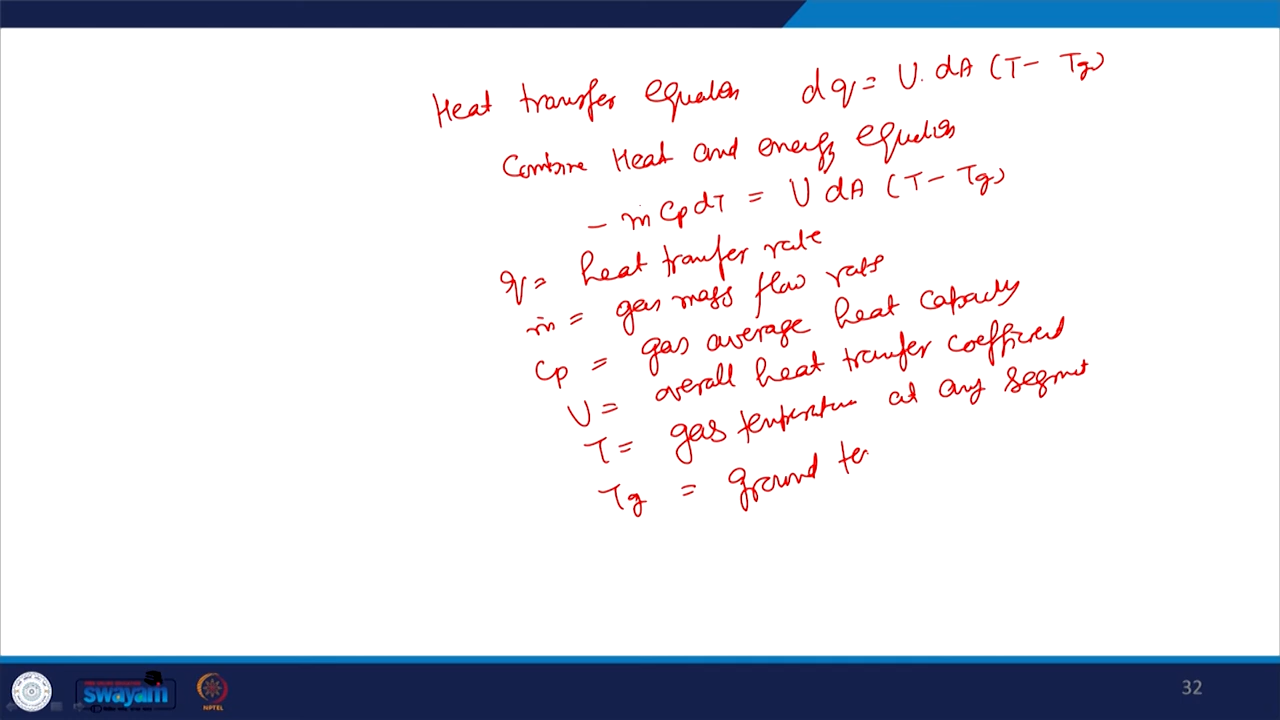 Heat transfer equation dq = U. dA (T - Tg)
Combine Heat and energy equation
- ṁ Cp dT = U dA (T - Tg)
q = heat transfer rate
ṁ = gas mass flow rate
Cp = gas average heat capacity
U = overall heat transfer coefficient
T = gas temperature at any segment
Tg = ground te
swayam
NPTEL
32